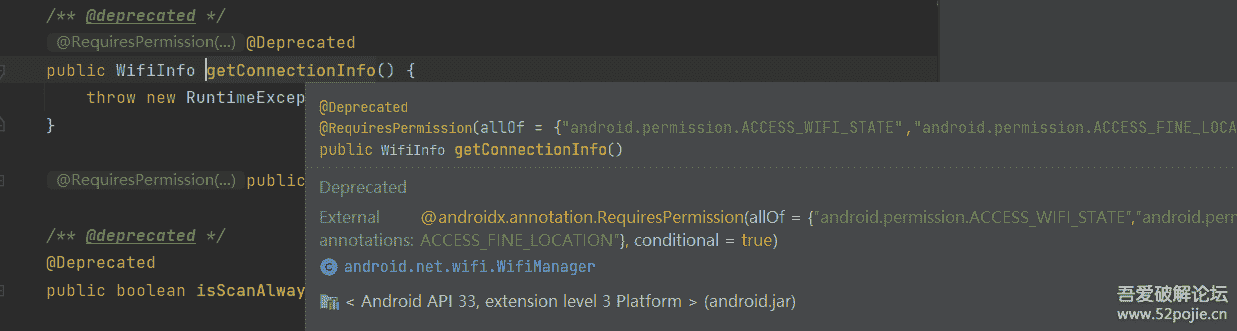 /** @deprecated */
@RequiresPermission(...) @Deprecated
public WifiInfo getConnectionInfo() {
throw new RuntimeExcep
}
@RequiresPermission(...) public
/** @deprecated */
@Deprecated
public boolean isScanAlway
@Deprecated
@RequiresPermission(allOf = {"android.permission.ACCESS_WIFI_STATE","android.permission.ACCESS_FINE_LOCA
public WifiInfo getConnectionInfo()
Deprecated
External annotations: @androidx.annotation.RequiresPermission(allOf = {"android.permission.ACCESS_WIFI_STATE","android.perm
ACCESS_FINE_LOCATION"}, conditional = true)
android.net.wifi.WifiManager
< Android API 33, extension level 3 Platform > (android.jar)
吾爱破解论坛
www.52pojie.cn